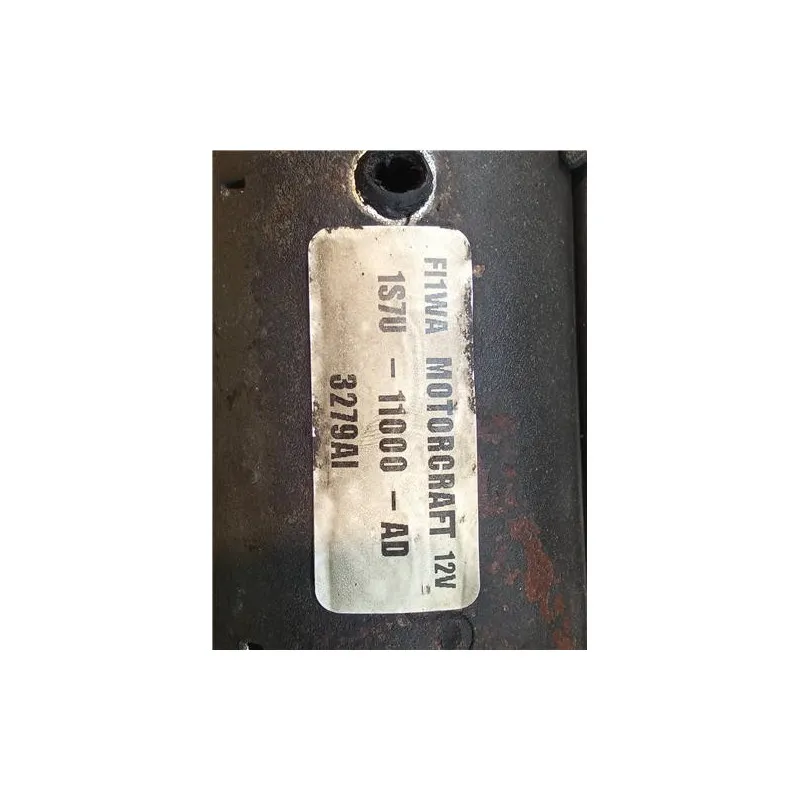 FI1WA MOTORCRAFT 12V
1S7U - 11000 - AD
3279AI